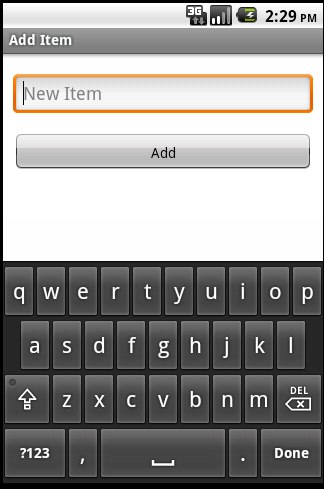 3G 2:29 PM
Add Item
New Item
Add
q w e r t y u i o p
a s d f g h j k l
DEL
z x c v b n m
?123 , . Done